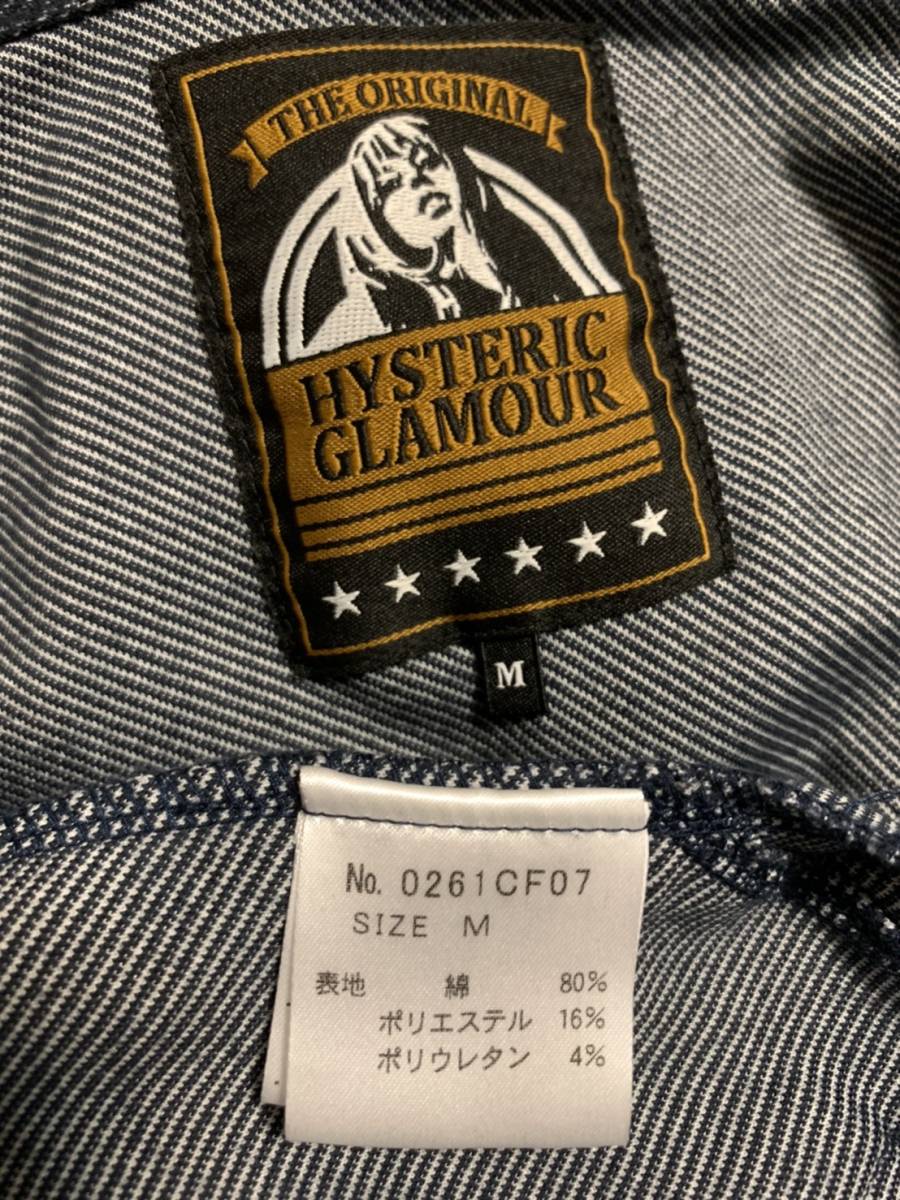 THE ORIGINAL
HYSTERIC
GLAMOUR
M
No. 0261CF07
SIZE M
表地 綿 80%
ポリエステル 16%
ポリウレタン 4%